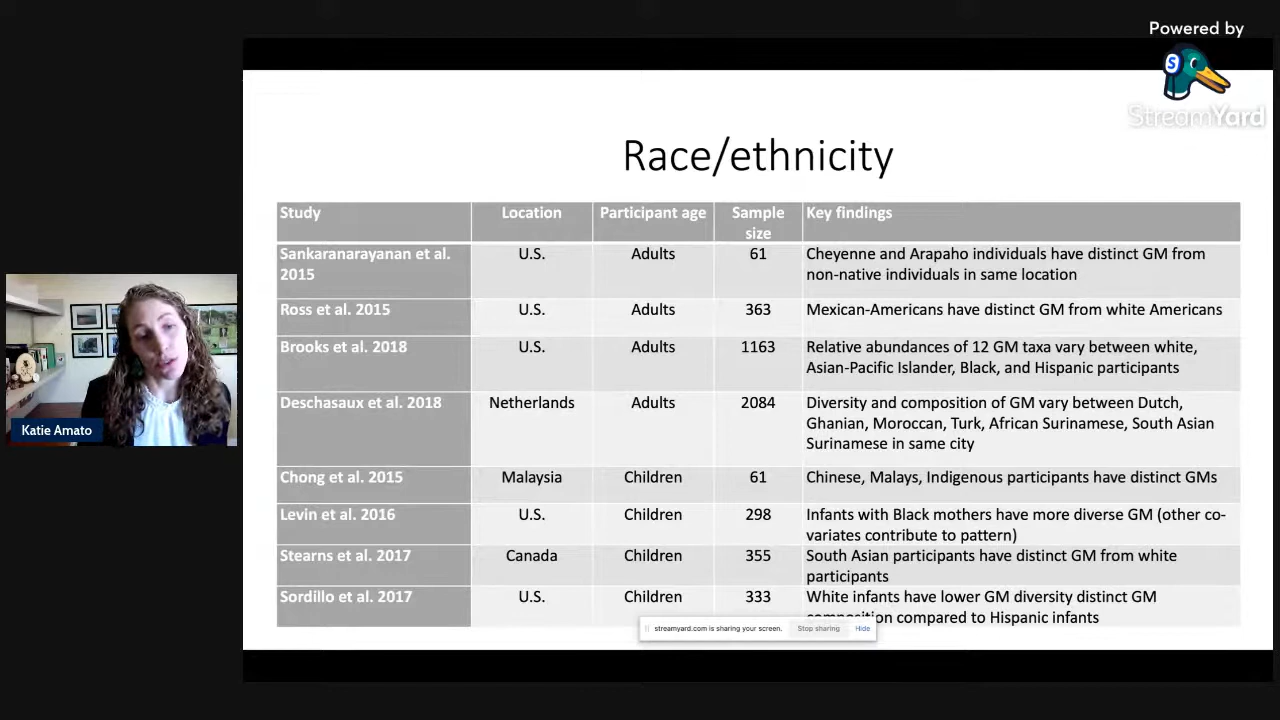 Powered by
StreamYard
Race/ethnicity
Study Location Participant age Sample size Key findings
Sankaranarayanan et al. 2015 U.S. Adults 61 Cheyenne and Arapaho individuals have distinct GM from
non-native individuals in same location
Ross et al. 2015 U.S. Adults 363 Mexican-Americans have distinct GM from white Americans
Brooks et al. 2018 U.S. Adults 1163 Relative abundances of 12 GM taxa vary between white,
Asian-Pacific Islander, Black, and Hispanic participants
Deschasaux et al. 2018 Netherlands Adults 2084 Diversity and composition of GM vary between Dutch,
Ghanian, Moroccan, Turk, African Surinamese, South Asian
Surinamese in same city
Chong et al. 2015 Malaysia Children 61 Chinese, Malays, Indigenous participants have distinct GMs
Levin et al. 2016 U.S. Children 298 Infants with Black mothers have more diverse GM (other co-
variates contribute to pattern)
Stearns et al. 2017 Canada Children 355 South Asian participants have distinct GM from white
participants
Sordillo et al. 2017 U.S. Children 333 White infants have lower GM diversity distinct GM
compared to Hispanic infants
streamyard.com is sharing your screen. Stop sharing Hide
Katie Amato